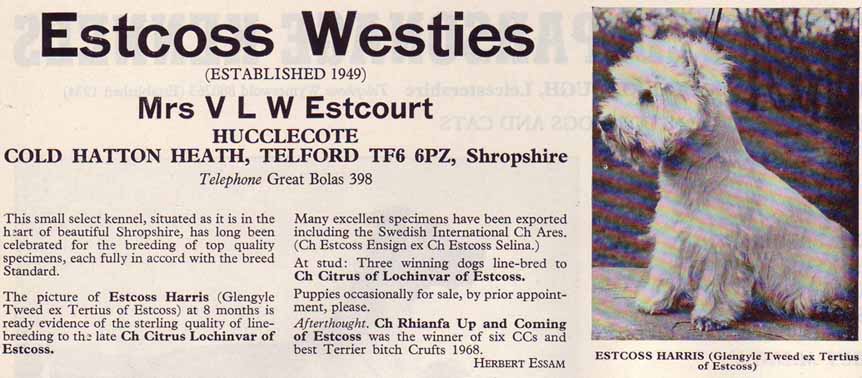 Estcoss Westies
(ESTABLISHED 1949)
Mrs V L W Estcourt
HUCCLECOTE
COLD HATTON HEATH, TELFORD TF6 6PZ, Shropshire
Telephone Great Bolas 398
This small select kennel, situated as it is in the
heart of beautiful Shropshire, has long been
celebrated for the breeding of top quality
specimens, each fully in accord with the breed
Standard.
The picture of Estcoss Harris (Glengyle
Tweed ex Tertius of Estcoss) at 8 months is
ready evidence of the sterling quality of line-
breeding to the late Ch Citrus Lochinvar of
Estcoss.
Many excellent specimens have been exported
including the Swedish International Ch Ares.
(Ch Estcoss Ensign ex Ch Estcoss Selina.)
At stud: Three winning dogs line-bred to
Ch Citrus of Lochinvar of Estcoss.
Puppies occasionally for sale, by prior appoint-
ment, please.
Afterthought. Ch Rhianfa Up and Coming
of Estcoss was the winner of six CCs and
best Terrier bitch Crufts 1968.
HERBERT ESSAM
ESTCOSS HARRIS (Glengyle Tweed ex Tertius
of Estcoss)